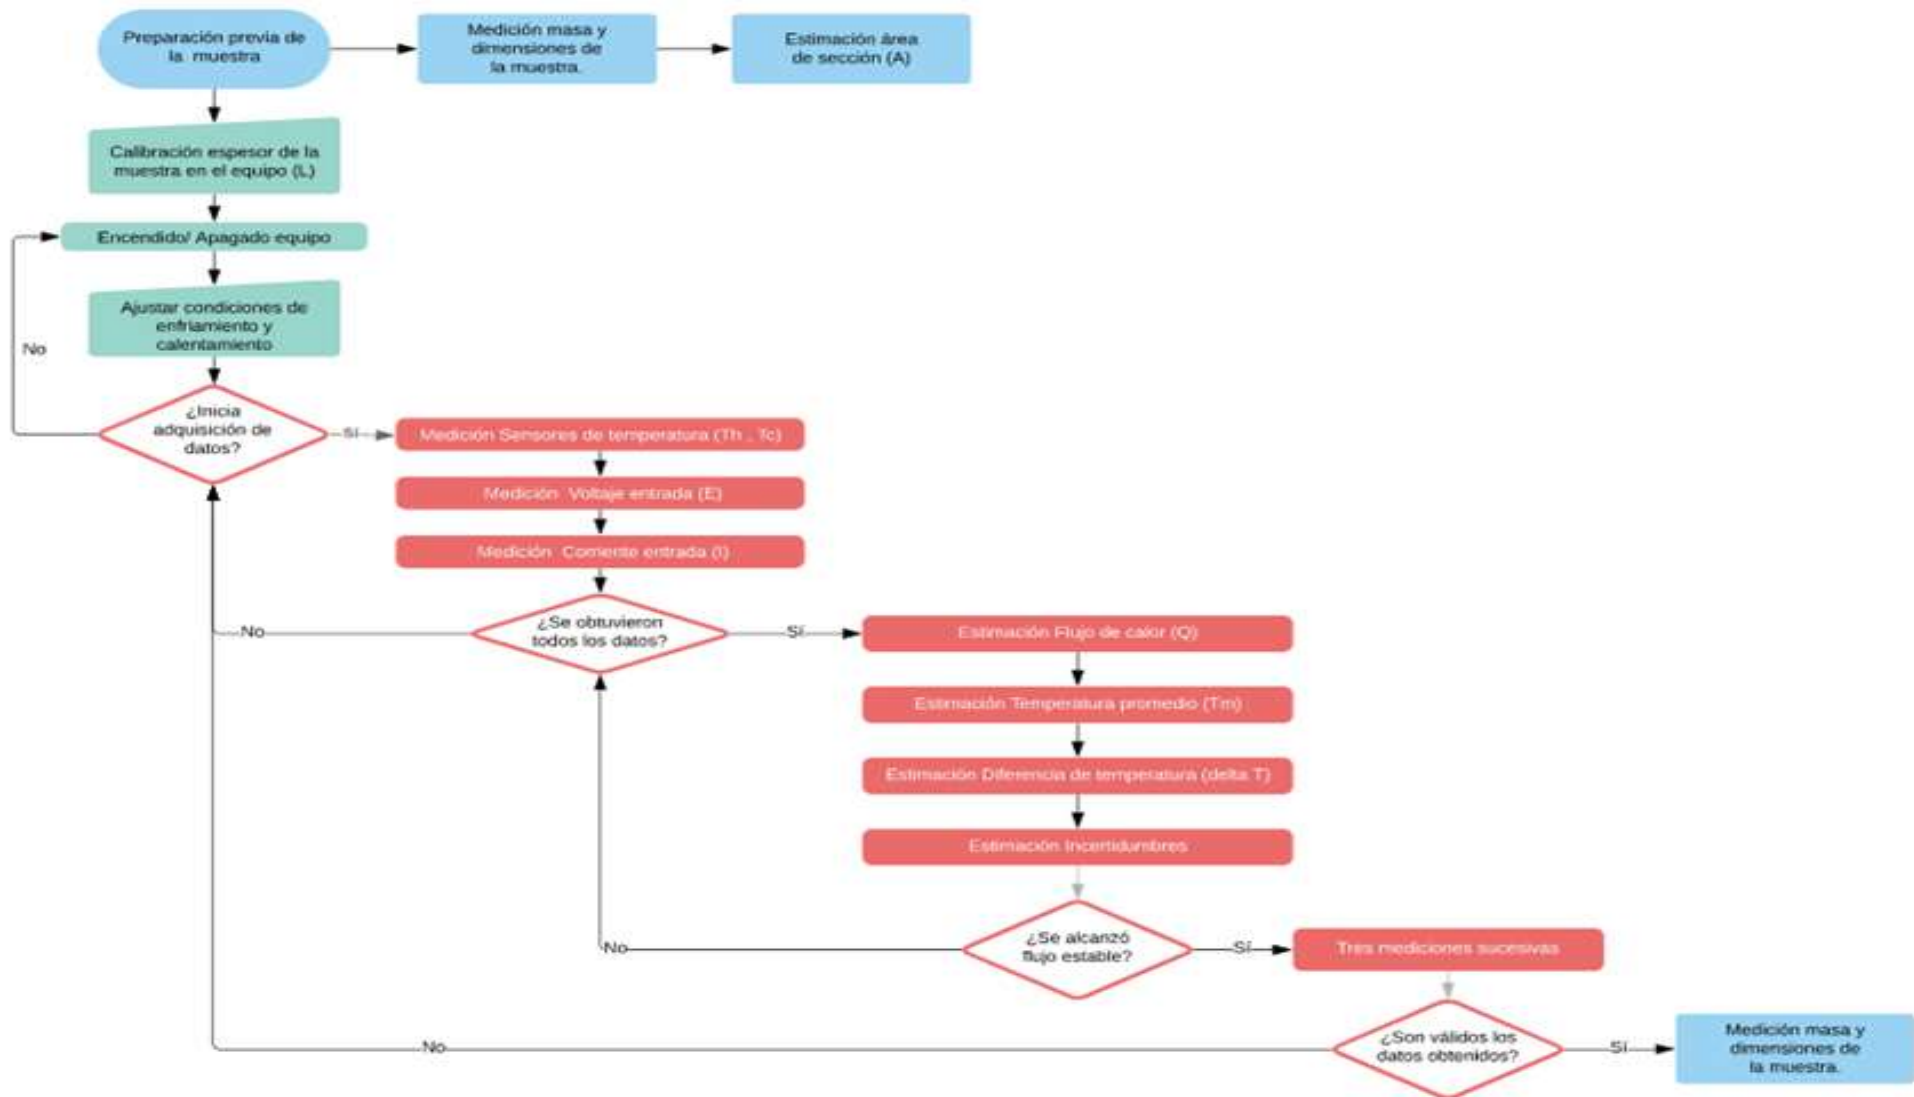 Preparación previa de
la muestra
Medición masa y
dimensiones de
la muestra.
Estimación área
de sección (A)
Calibración espesor de la
muestra en el equipo (L)
Encendido/ Apagado equipo
Ajustar condiciones de
enfriamiento y
calentamiento
No
¿Inicia
adquisición de
datos?
Sí
Medición Sensores de temperatura (Th , Tc)
Medición Voltaje entrada (E)
Medición Corriente entrada (I)
No
¿Se obtuvieron
todos los datos?
Sí
Estimación Flujo de calor (Q)
Estimación Temperatura promedio (Tm)
Estimación Diferencia de temperatura (delta T)
Estimación Incertidumbres
No
¿Se alcanzó
flujo estable?
Sí
Tres mediciones sucesivas
No
¿Son válidos los
datos obtenidos?
Sí
Medición masa y
dimensiones de
la muestra.